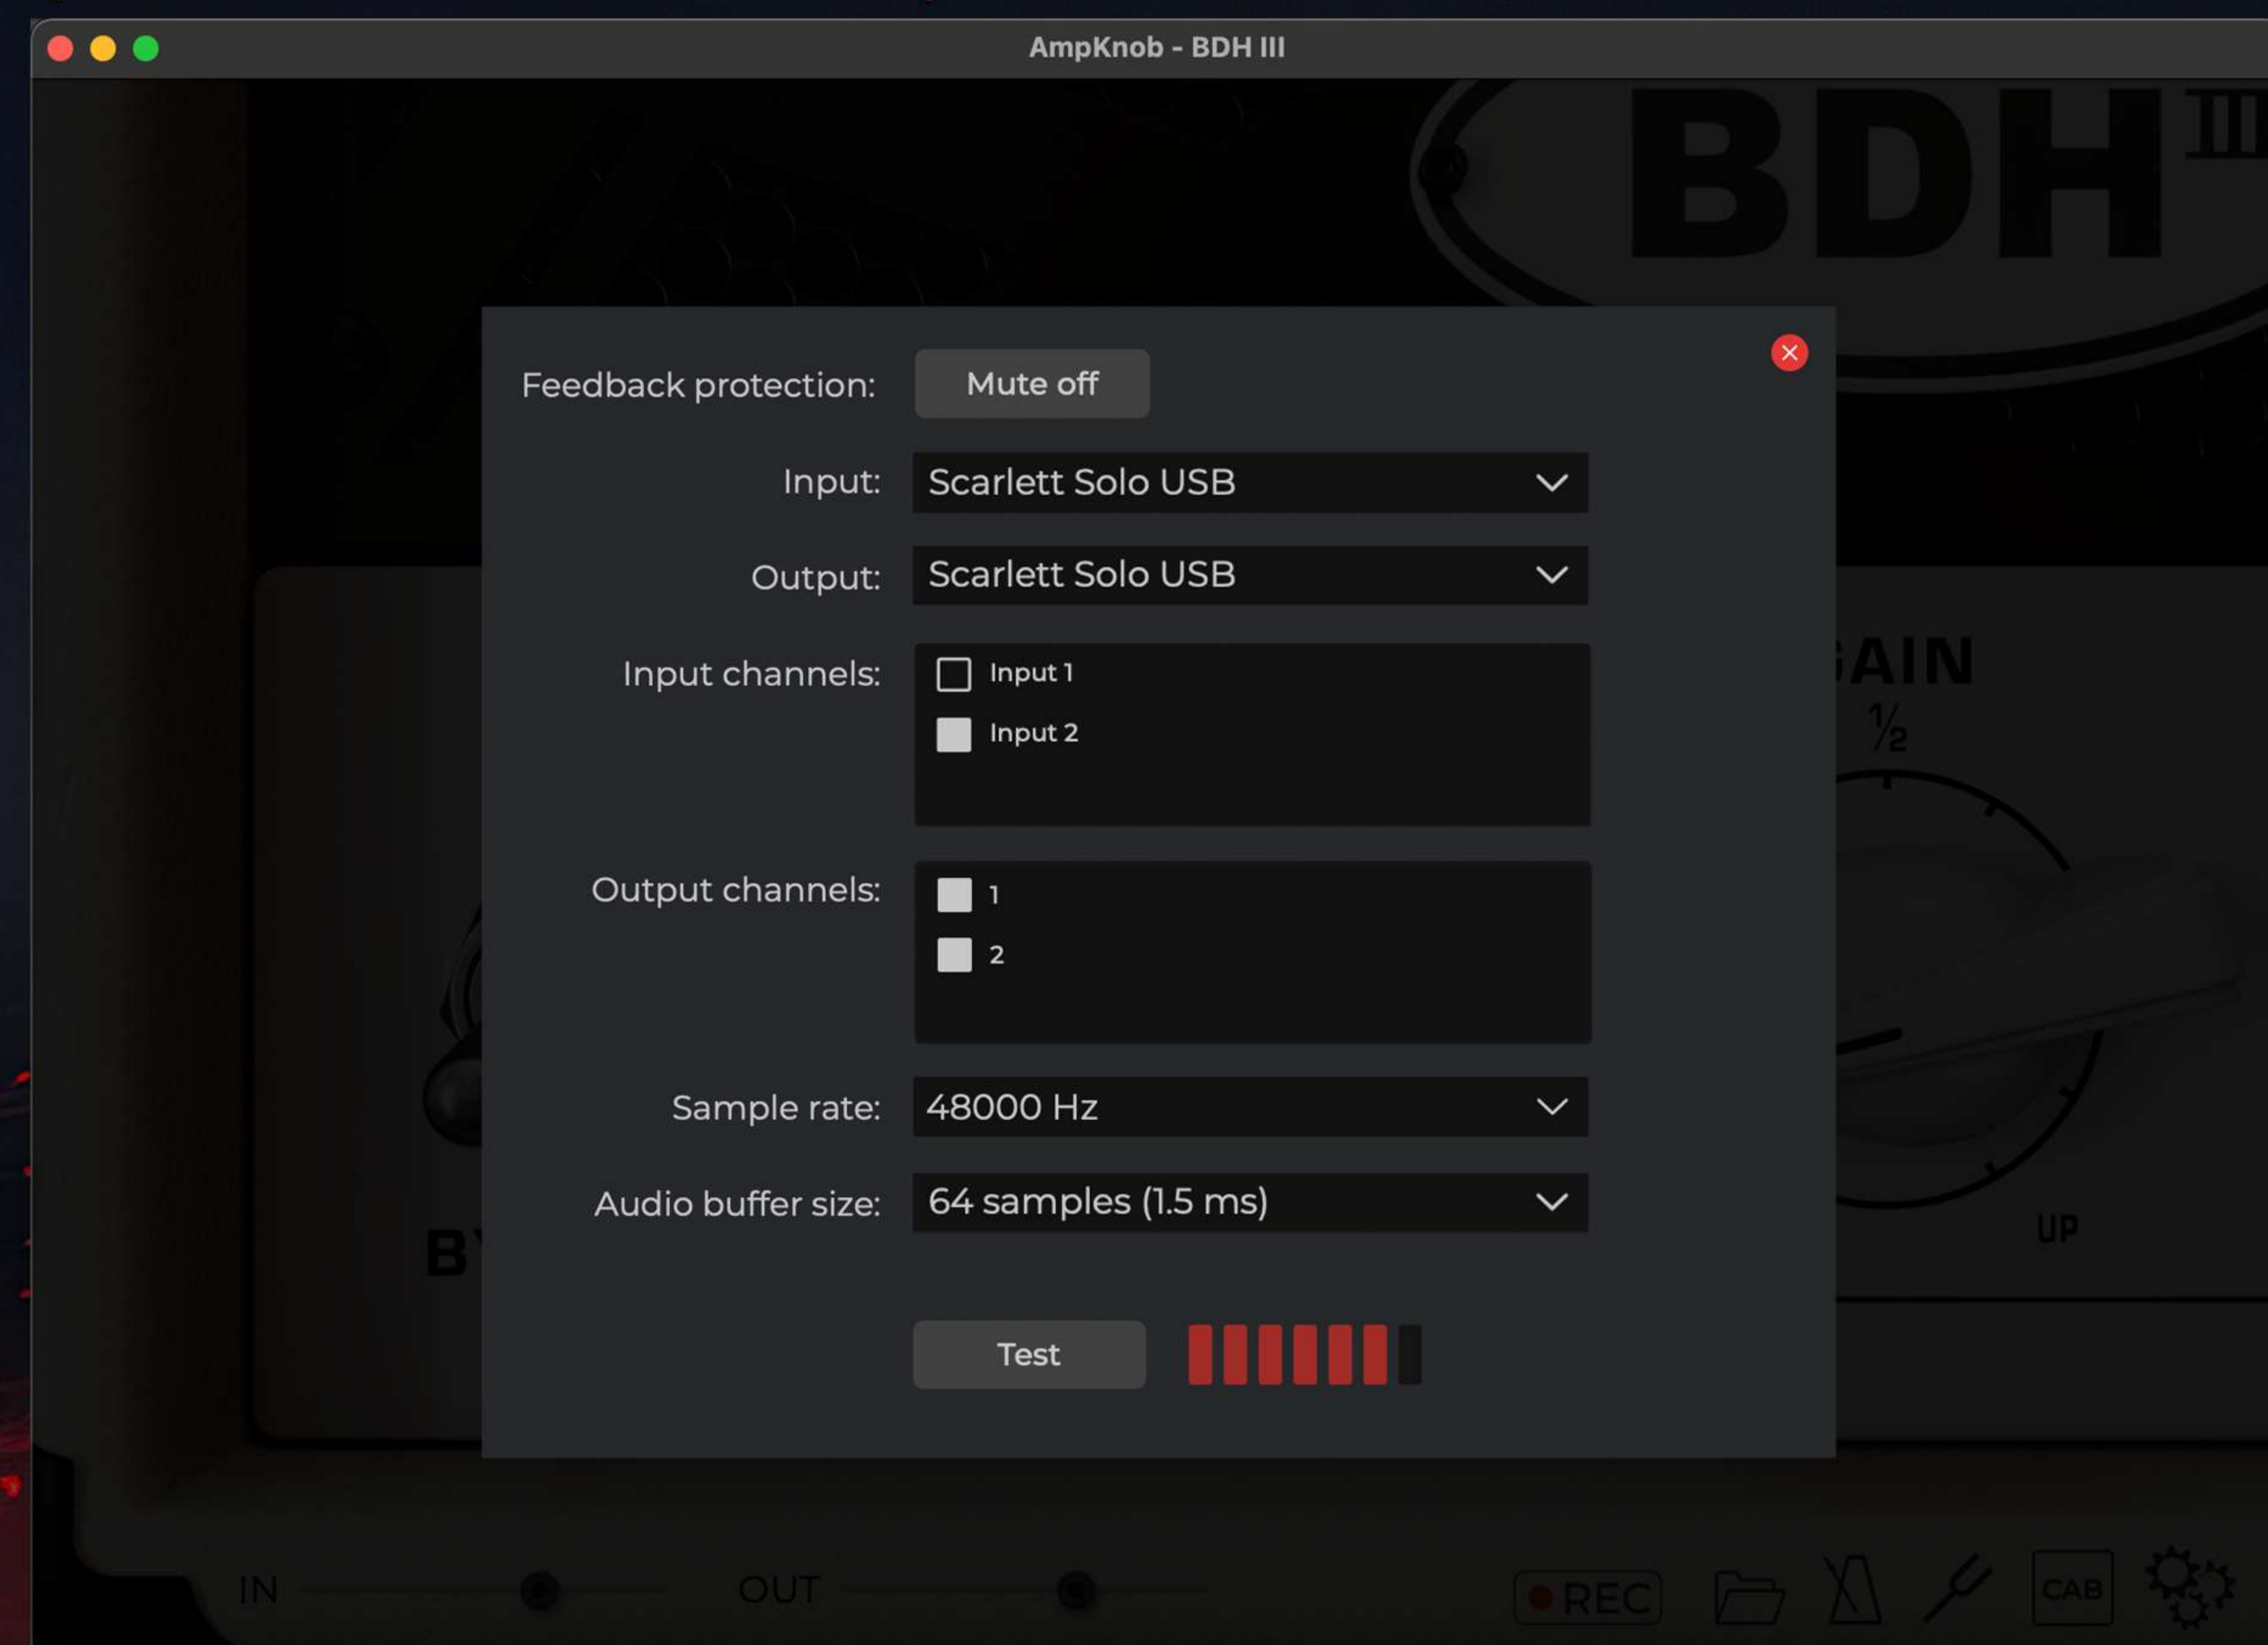 AmpKnob - BDH III
BDH III
Feedback protection: Mute off
Input: Scarlett Solo USB
Output: Scarlett Solo USB
Input channels: Input 1
Input 2
Output channels: 1
2
Sample rate: 48000 Hz
Audio buffer size: 64 samples (1.5 ms)
Test
AIN
1/2
UP
B
IN
OUT
REC
CAB